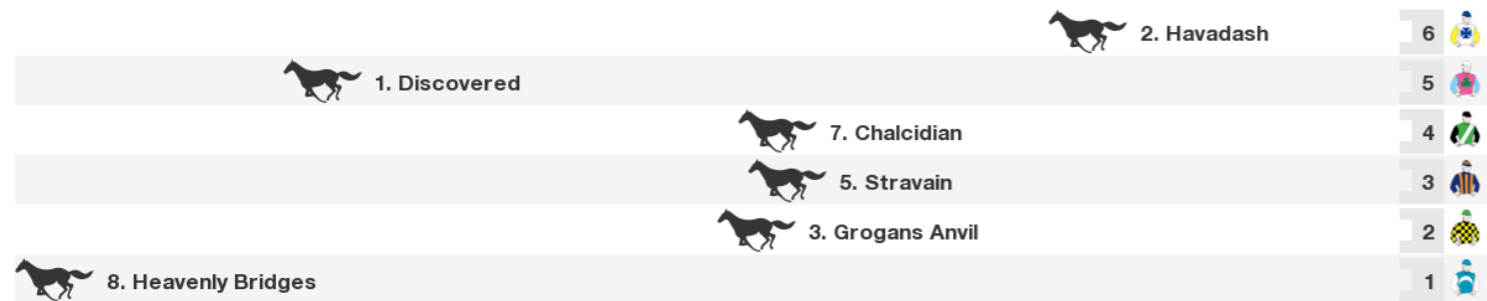 2. Havadash 6
1. Discovered 5
7. Chalcidian 4
5. Stravain 3
3. Grogans Anvil 2
8. Heavenly Bridges 1